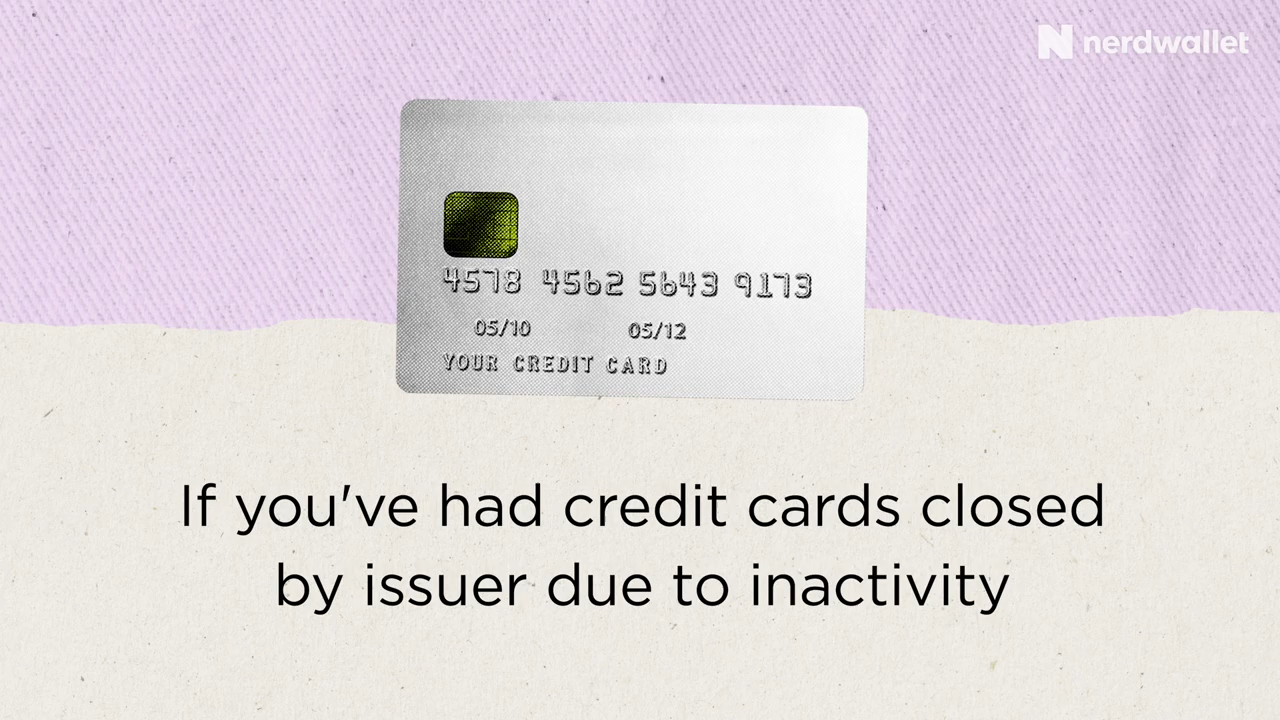 nerdwallet
4578 4562 5643 9173
05/10 05/12
YOUR CREDIT CARD
If you've had credit cards closed
by issuer due to inactivity